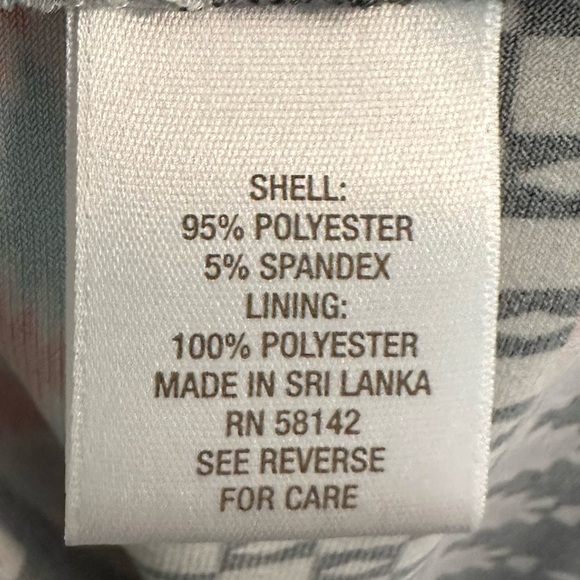 SHELL:
95% POLYESTER
5% SPANDEX
LINING:
100% POLYESTER
MADE IN SRI LANKA
RN 58142
SEE REVERSE
FOR CARE